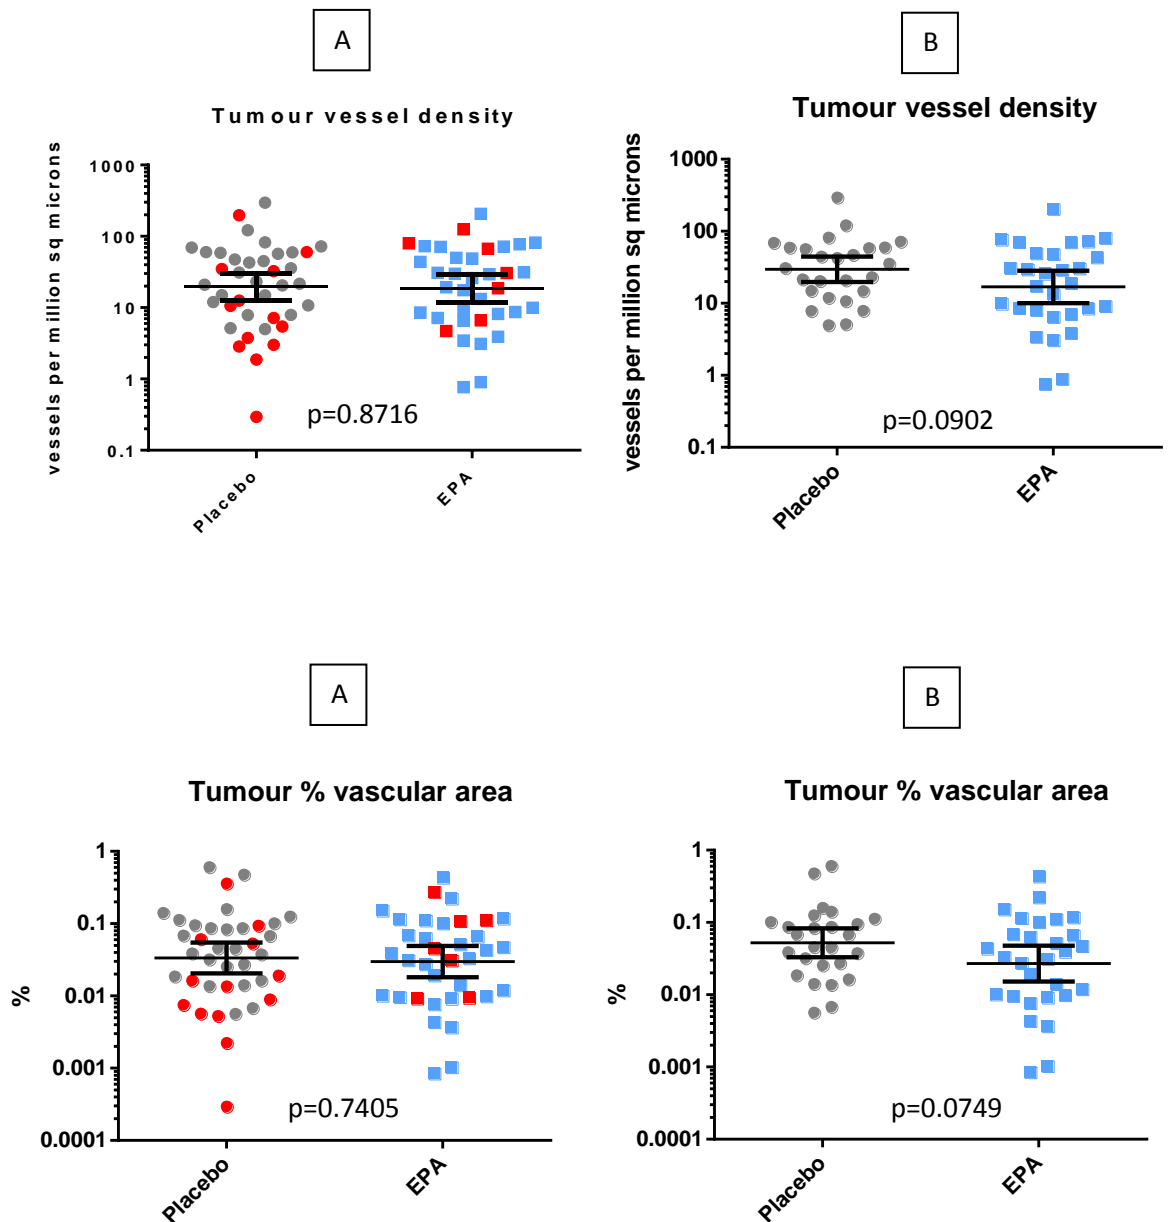 A
B
Tumour vessel density
vessels per million sq microns
1000
100
10
1
0.1
p=0.8716
Placebo
EPA
Tumour vessel density
vessels per million sq microns
1000
100
10
1
0.1
p=0.0902
Placebo
EPA
A
B
Tumour % vascular area
%
1
0.1
0.01
0.001
0.0001
p=0.7405
Placebo
EPA
Tumour % vascular area
%
1
0.1
0.01
0.001
0.0001
p=0.0749
Placebo
EPA